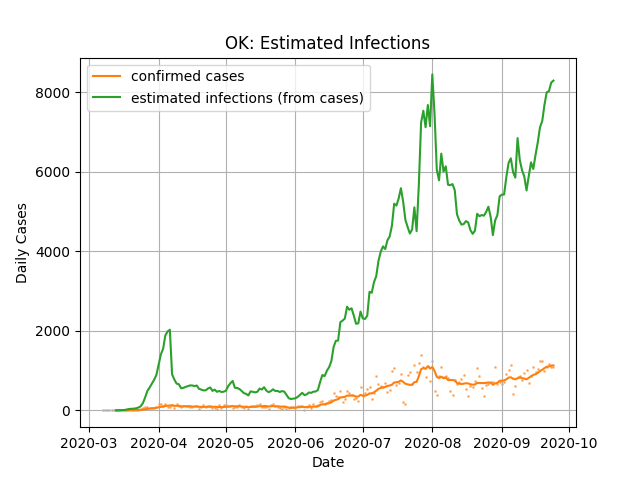 OK: Estimated Infections
confirmed cases
estimated infections (from cases)
Daily Cases
8000
6000
4000
2000
0
2020-03 2020-04 2020-05 2020-06 2020-07 2020-08 2020-09 2020-10
Date